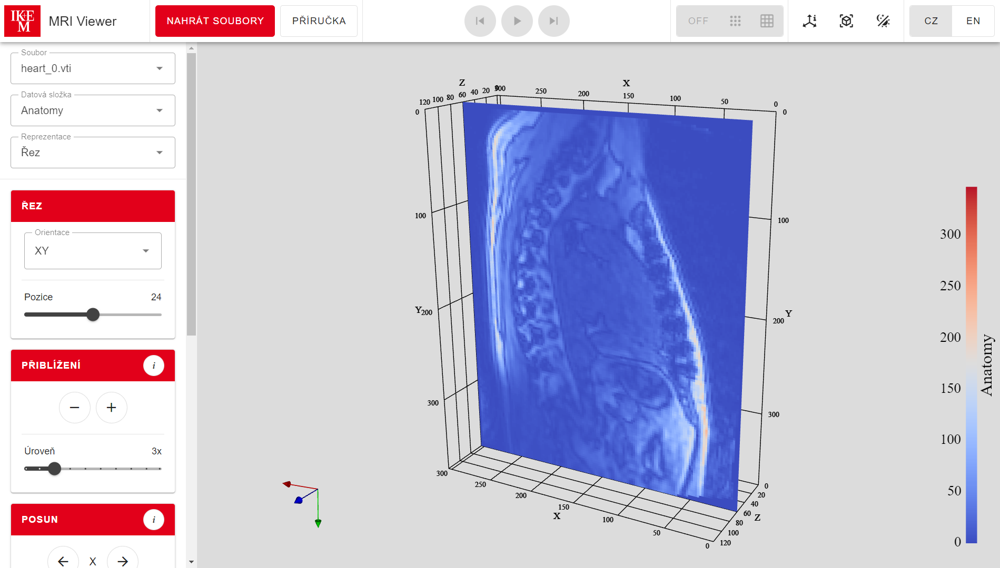 IK+E
M
MRI Viewer
NAHRÁT SOUBORY
PŘÍRUČKA
OFF
CZ
EN
Soubor
heart_0.vti
Datová složka
Anatomy
Reprezentace
Řez
ŘEZ
Orientace
XY
Pozice 24
PŘIBLÍŽENÍ i
− +
Úroveň 3x
POSUN i
X
Z
X
120 100 80 60 40 20
250 200 150 100 50 0
0
0
100
100
Y 200
200 Y
300
300
300 250 200 150 100 50 0
X
0 20 40 60 80 100 120
Z
300
250
200
150
100
50
0
Anatomy